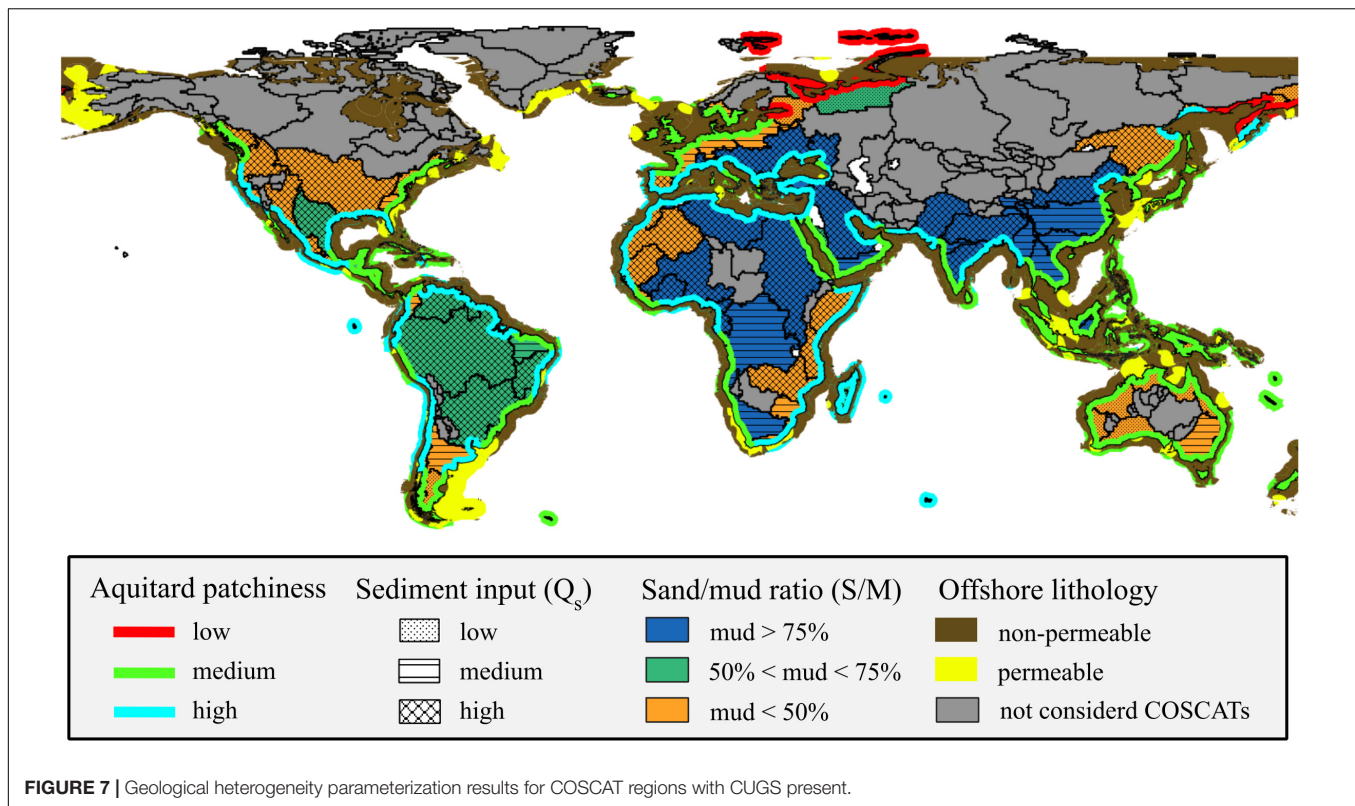 Aquitard patchiness
low
medium
high
Sediment input (Qs)
low
medium
high
Sand/mud ratio (S/M)
mud > 75%
50% < mud < 75%
mud < 50%
Offshore lithology
non-permeable
permeable
not considerd COSCATs
FIGURE 7 | Geological heterogeneity parameterization results for COSCAT regions with CUGS present.